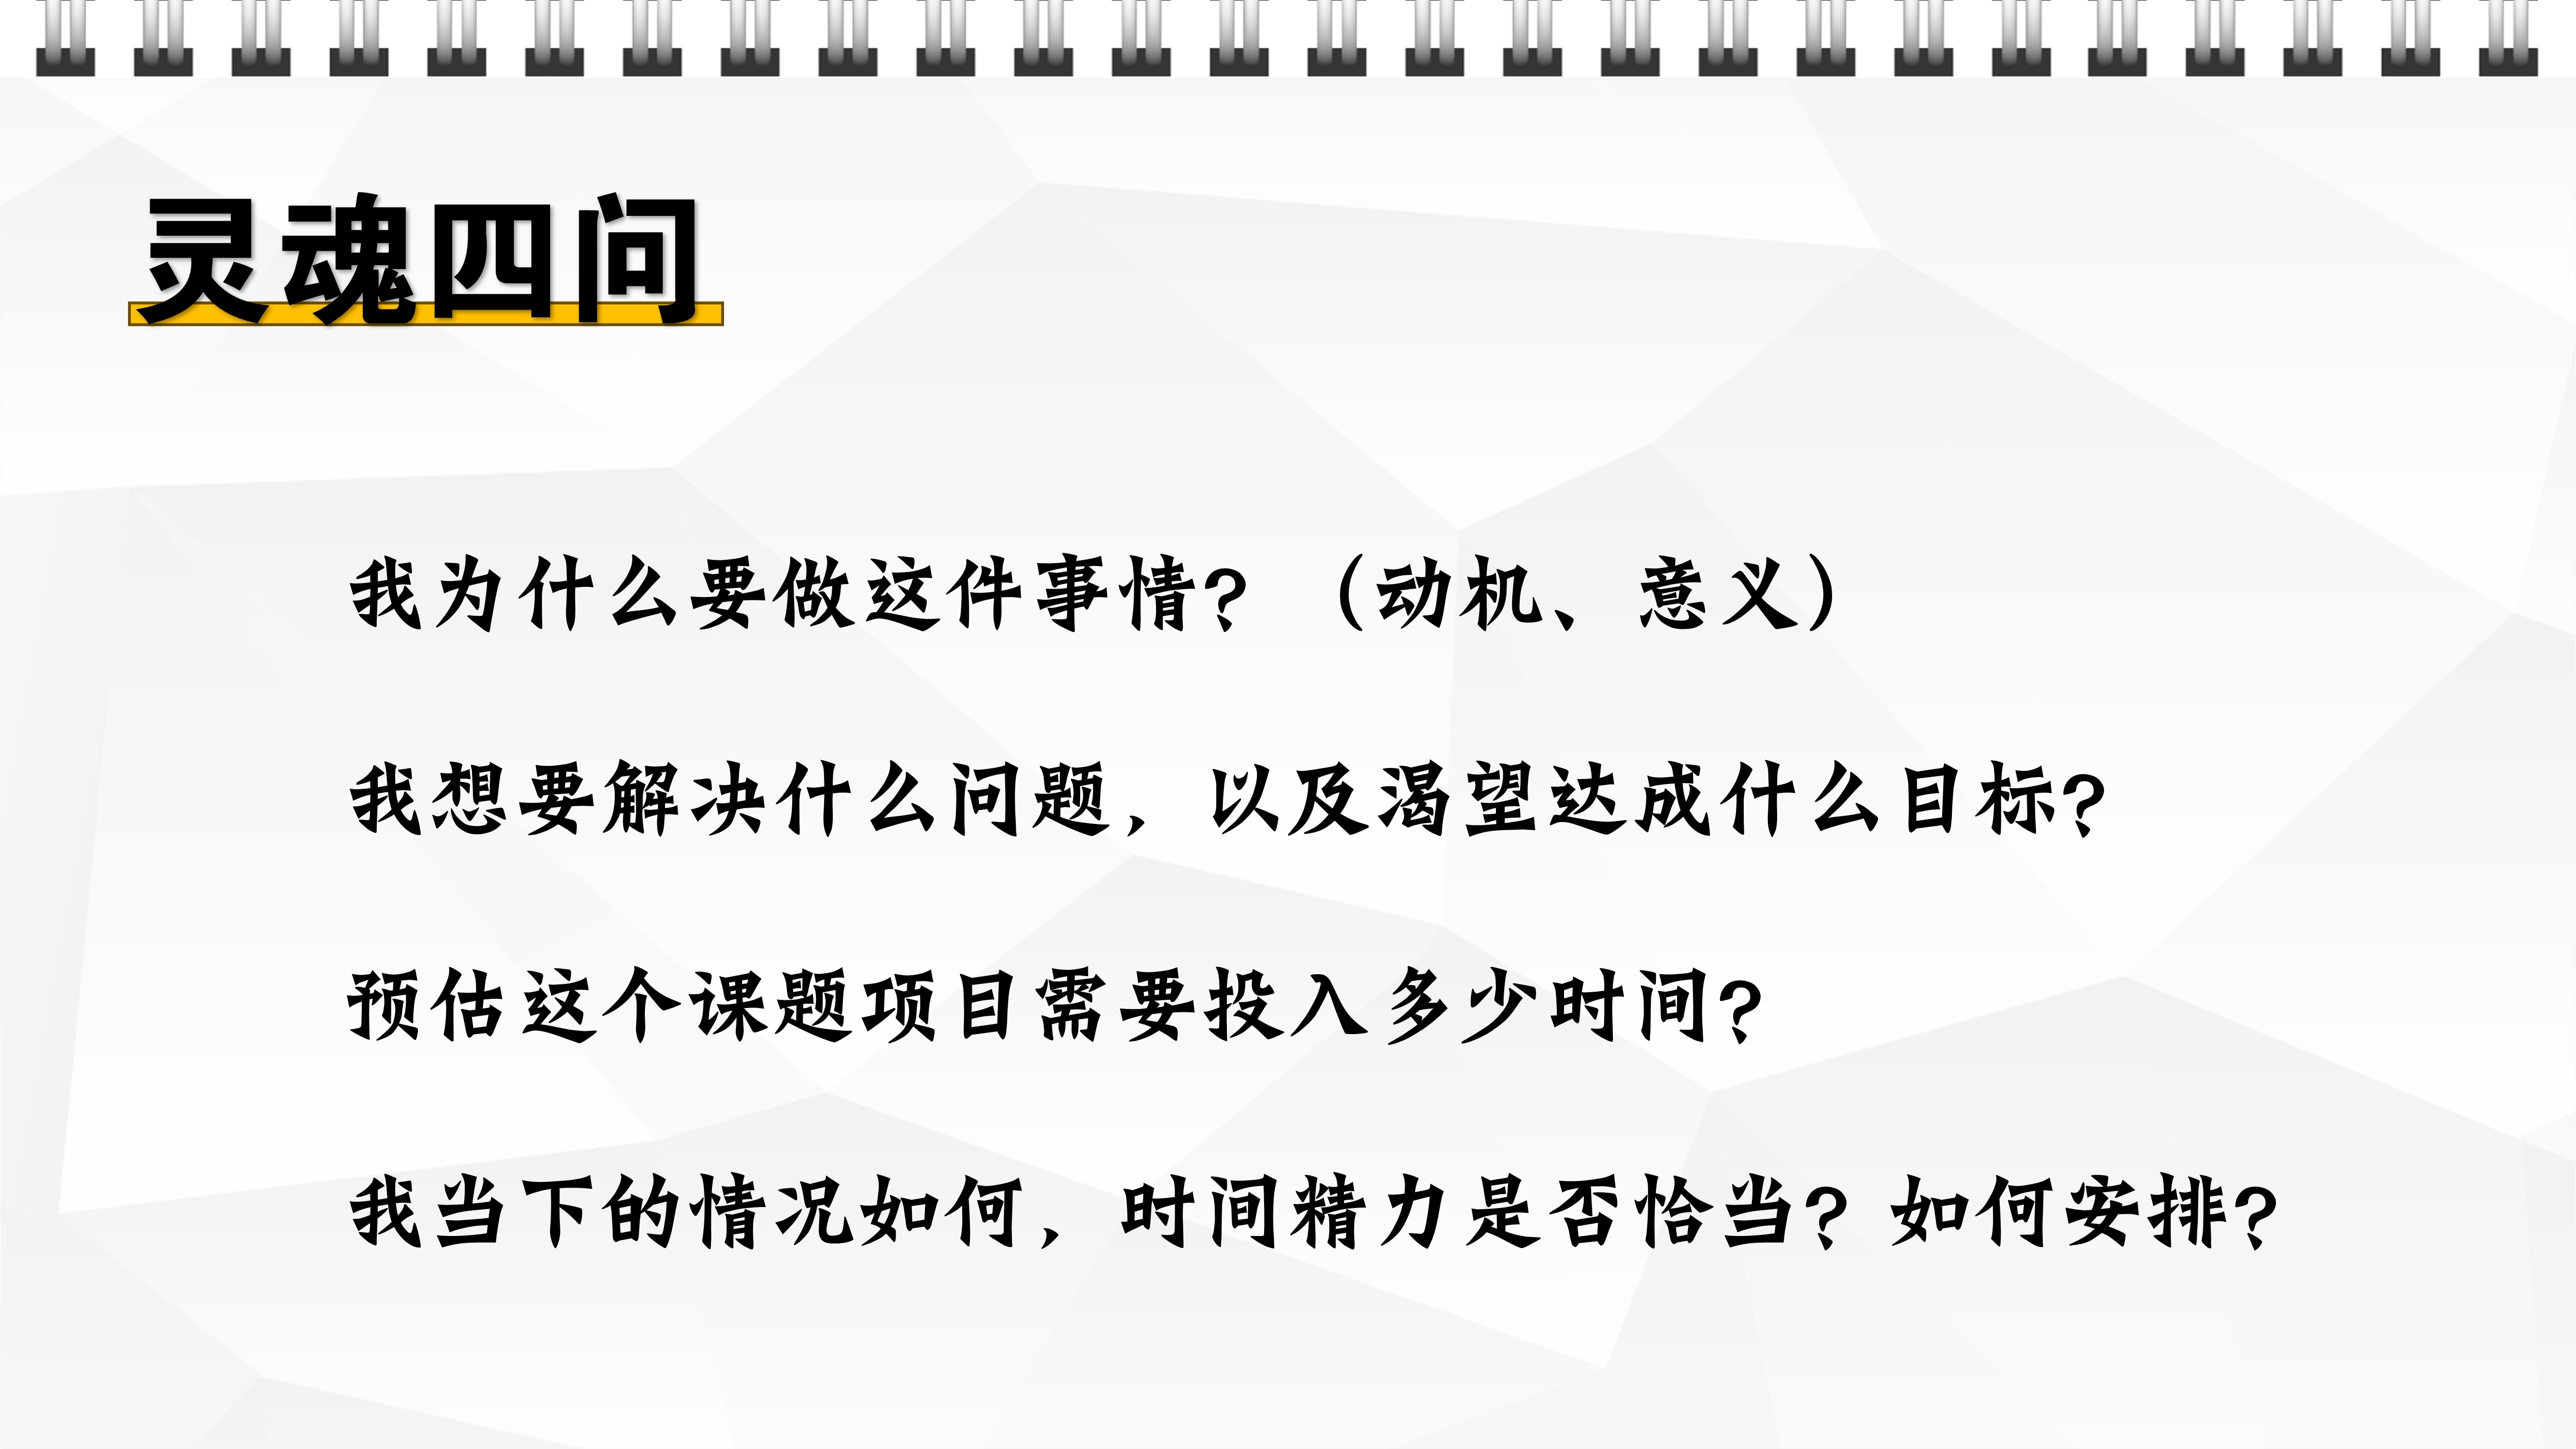 灵魂四问
我为什么要做这件事情？（动机、意义）
我想要解决什么问题，以及渴望达成什么目标？
预估这个课题项目需要投入多少时间？
我当下的情况如何，时间精力是否恰当？如何安排？